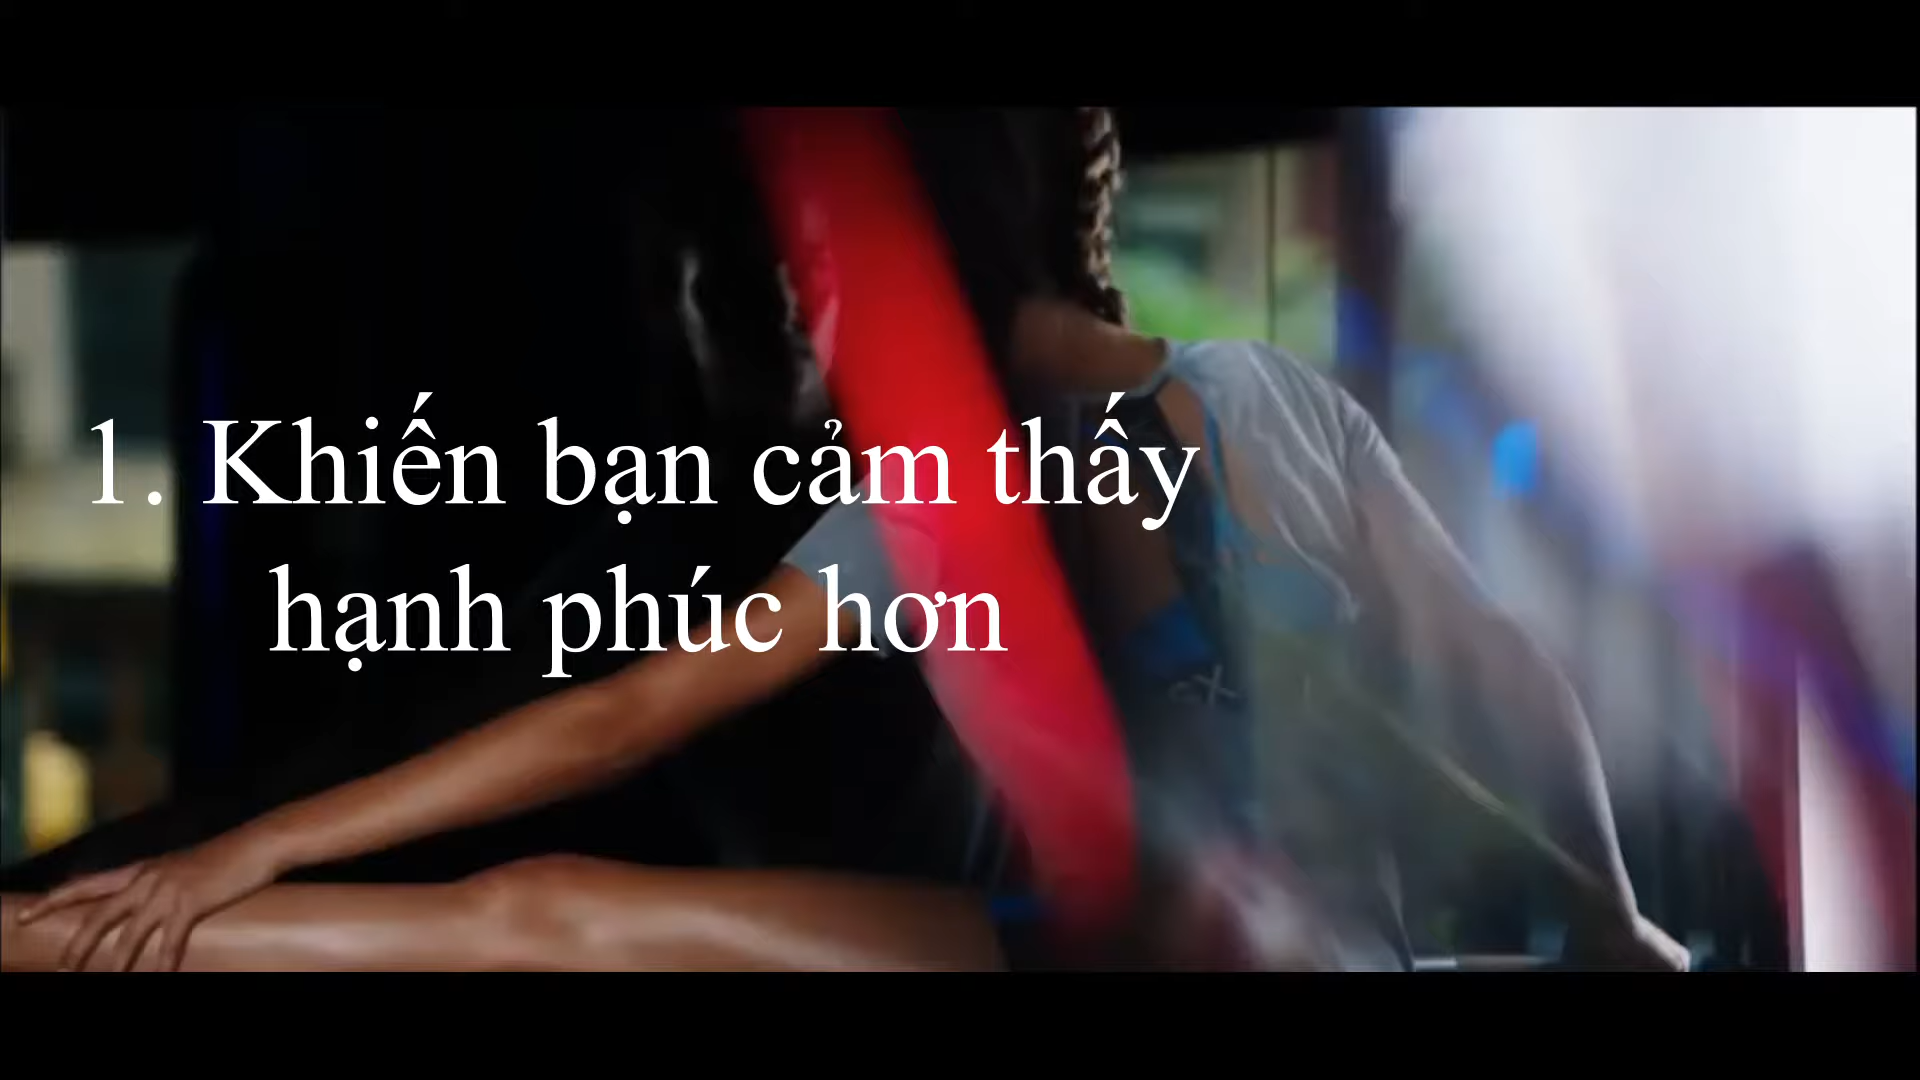 1. Khiến bạn cảm thấy
hạnh phúc hơn